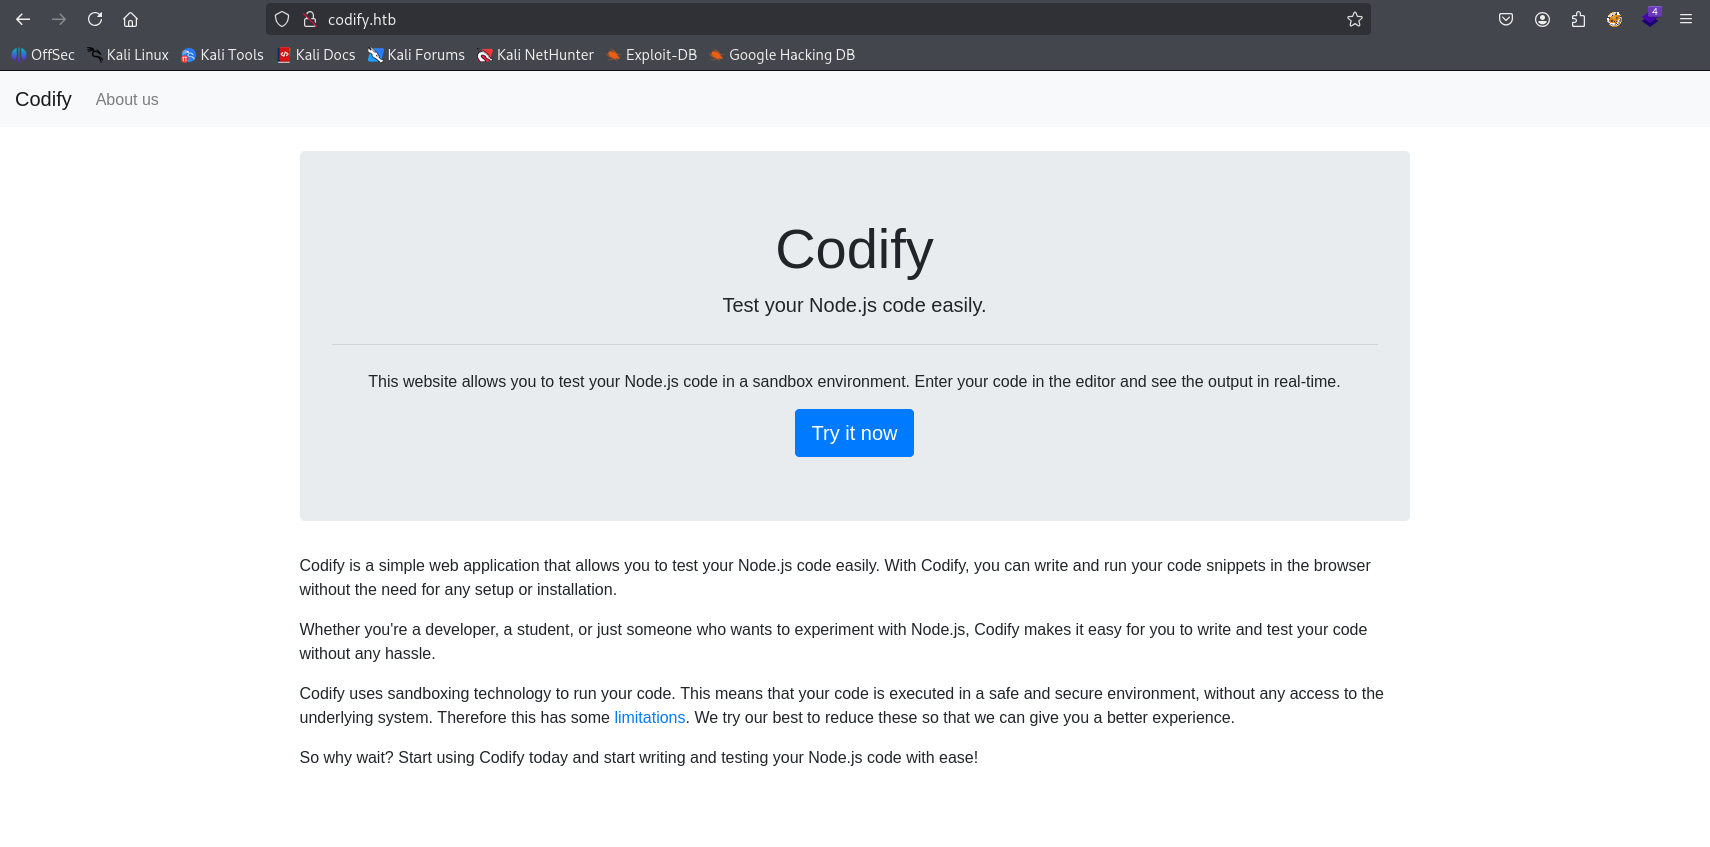 codify.htb
4
OffSec Kali Linux Kali Tools Kali Docs Kali Forums Kali NetHunter Exploit-DB Google Hacking DB
Codify About us
Codify
Test your Node.js code easily.
This website allows you to test your Node.js code in a sandbox environment. Enter your code in the editor and see the output in real-time.
Try it now
Codify is a simple web application that allows you to test your Node.js code easily. With Codify, you can write and run your code snippets in the browser
without the need for any setup or installation.
Whether you're a developer, a student, or just someone who wants to experiment with Node.js, Codify makes it easy for you to write and test your code
without any hassle.
Codify uses sandboxing technology to run your code. This means that your code is executed in a safe and secure environment, without any access to the
underlying system. Therefore this has some limitations. We try our best to reduce these so that we can give you a better experience.
So why wait? Start using Codify today and start writing and testing your Node.js code with ease!